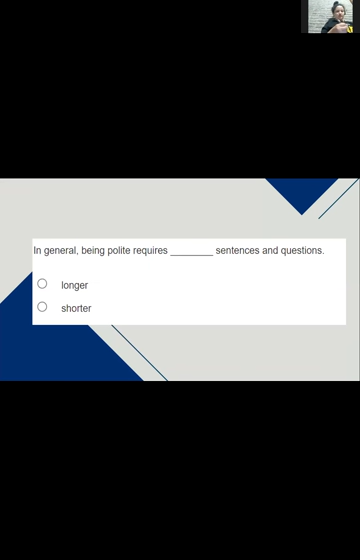 In general, being polite requires ________ sentences and questions.
longer
shorter